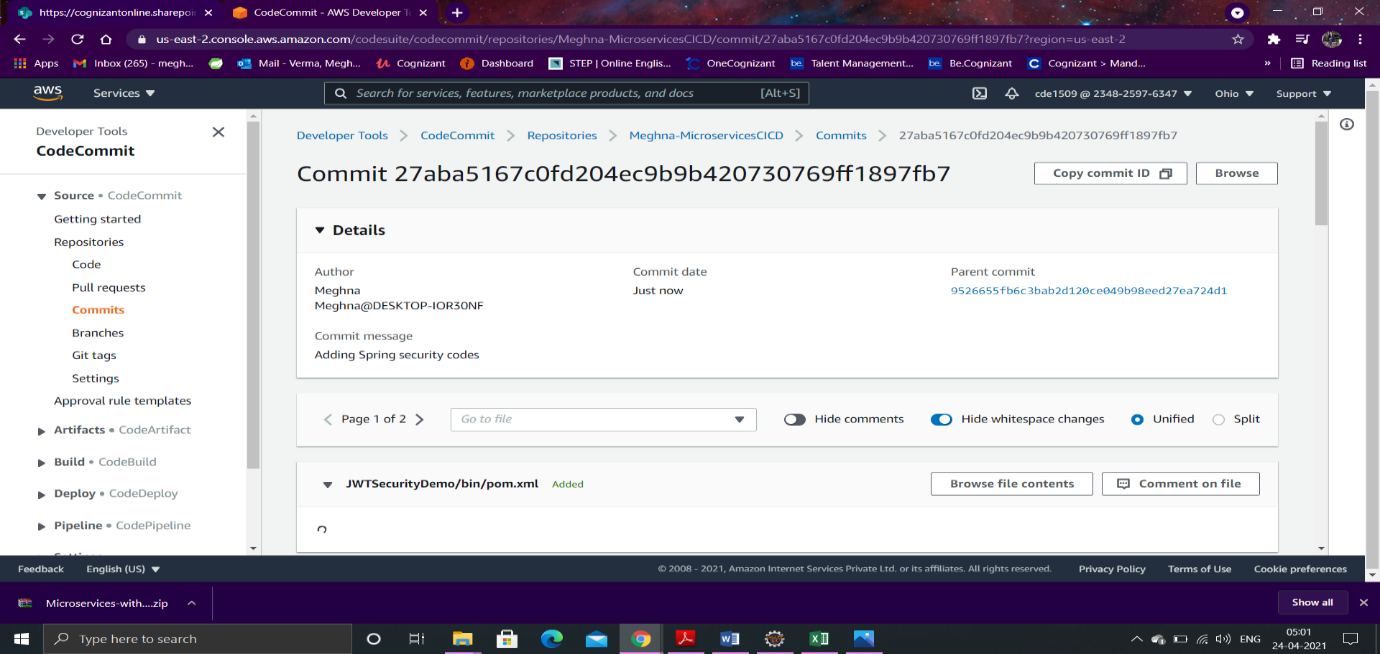 https://cognizantonline.sharepoi
CodeCommit - AWS Developer T
us-east-2.console.aws.amazon.com/codesuite/codecommit/repositories/Meghna-MicroservicesCICD/commit/27aba5167c0fd204ec9b9b420730769ff1897fb7?region=us-east-2
Apps
Inbox (265) - megh...
Mail - Verma, Megh...
Cognizant
Dashboard
STEP | Online Englis...
OneCognizant
be.
Talent Management...
be.
Be.Cognizant
Cognizant > Mand...
»
Reading list
aws
Services
Search for services, features, marketplace products, and docs
[Alt+S]
cde1509 @ 2348-2597-6347
Ohio
Support
Developer Tools
CodeCommit
Source • CodeCommit
Getting started
Repositories
Code
Pull requests
Commits
Branches
Git tags
Settings
Approval rule templates
Artifacts • CodeArtifact
Build • CodeBuild
Deploy • CodeDeploy
Pipeline • CodePipeline
Developer Tools > CodeCommit > Repositories > Meghna-MicroservicesCICD > Commits > 27aba5167c0fd204ec9b9b420730769ff1897fb7
Commit 27aba5167c0fd204ec9b9b420730769ff1897fb7
Copy commit ID
Browse
Details
Author
Meghna
Meghna@DESKTOP-IOR30NF
Commit date
Just now
Parent commit
9526655fb6c3bab2d120ce049b98eed27ea724d1
Commit message
Adding Spring security codes
Page 1 of 2
Go to file
Hide comments
Hide whitespace changes
Unified
Split
JWTSecurityDemo/bin/pom.xml
Added
Browse file contents
Comment on file
Feedback
English (US)
© 2008 - 2021, Amazon Internet Services Private Ltd. or its affiliates. All rights reserved.
Privacy Policy
Terms of Use
Cookie preferences
Microservices-with....zip
Show all
Type here to search
ENG
05:01
24-04-2021